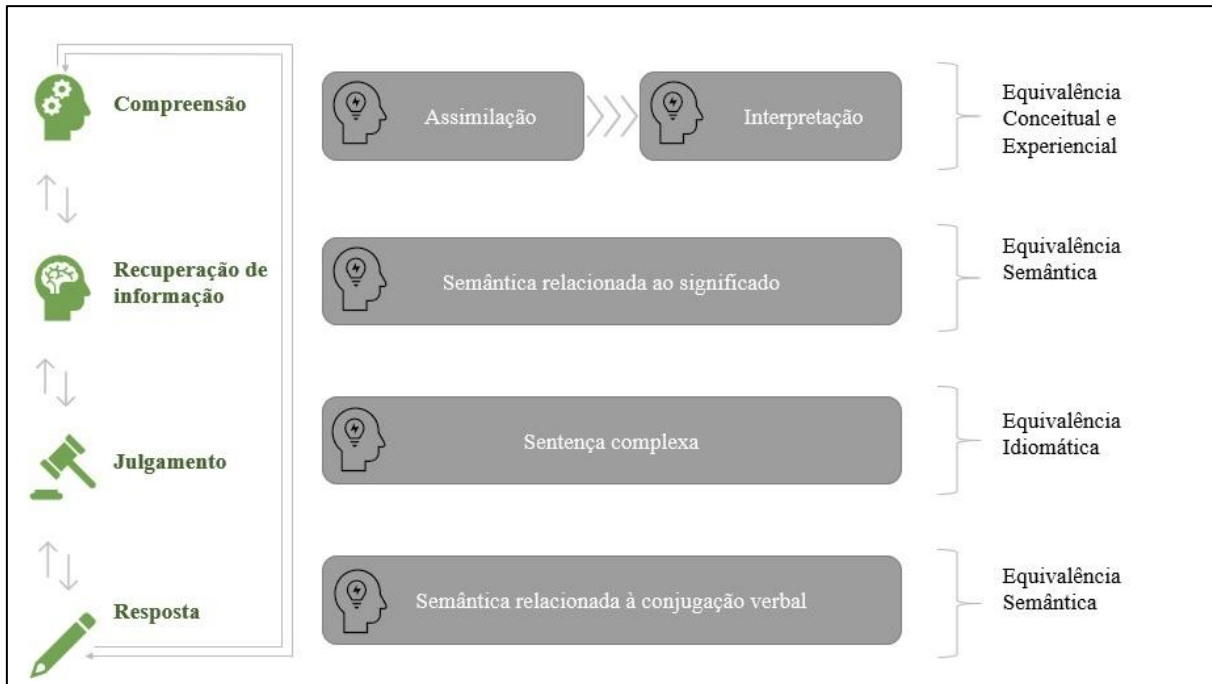 Compreensão
Assimilação
Interpretação
Equivalência
Conceitual e
Experiencial
Recuperação de
informação
Semântica relacionada ao significado
Equivalência
Semântica
Julgamento
Sentença complexa
Equivalência
Idiomática
Resposta
Semântica relacionada à conjugação verbal
Equivalência
Semântica